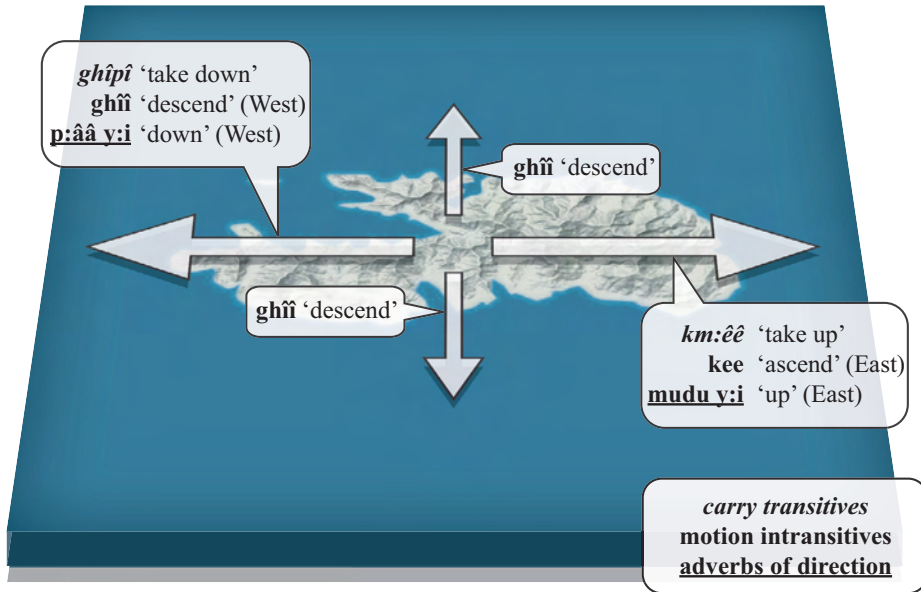 ghîpî ‘take down’
ghîî ‘descend’ (West)
p:ââ y:i ‘down’ (West)
ghîî ‘descend’
ghîî ‘descend’
km:êê ‘take up’
kee ‘ascend’ (East)
mudu y:i ‘up’ (East)
carry transitives
motion intransitives
adverbs of direction